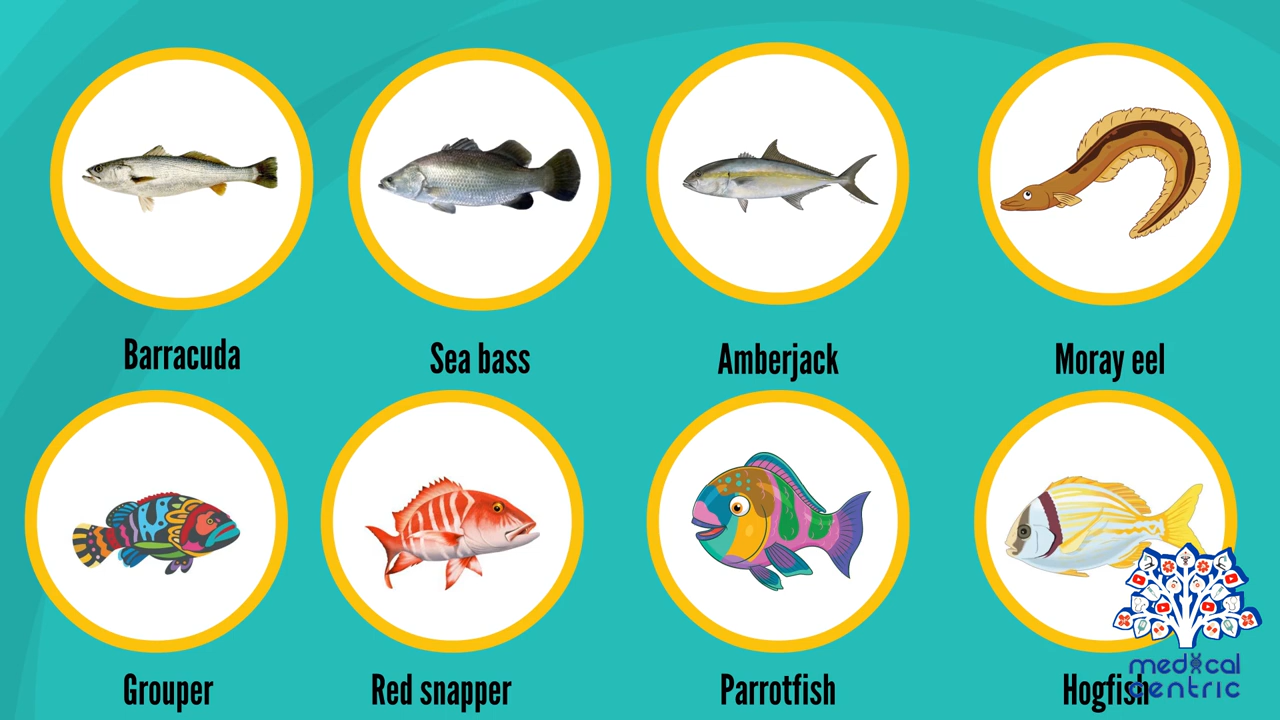 Barracuda
Sea bass
Amberjack
Moray eel
Grouper
Red snapper
Parrotfish
Hogfish
medical
centric